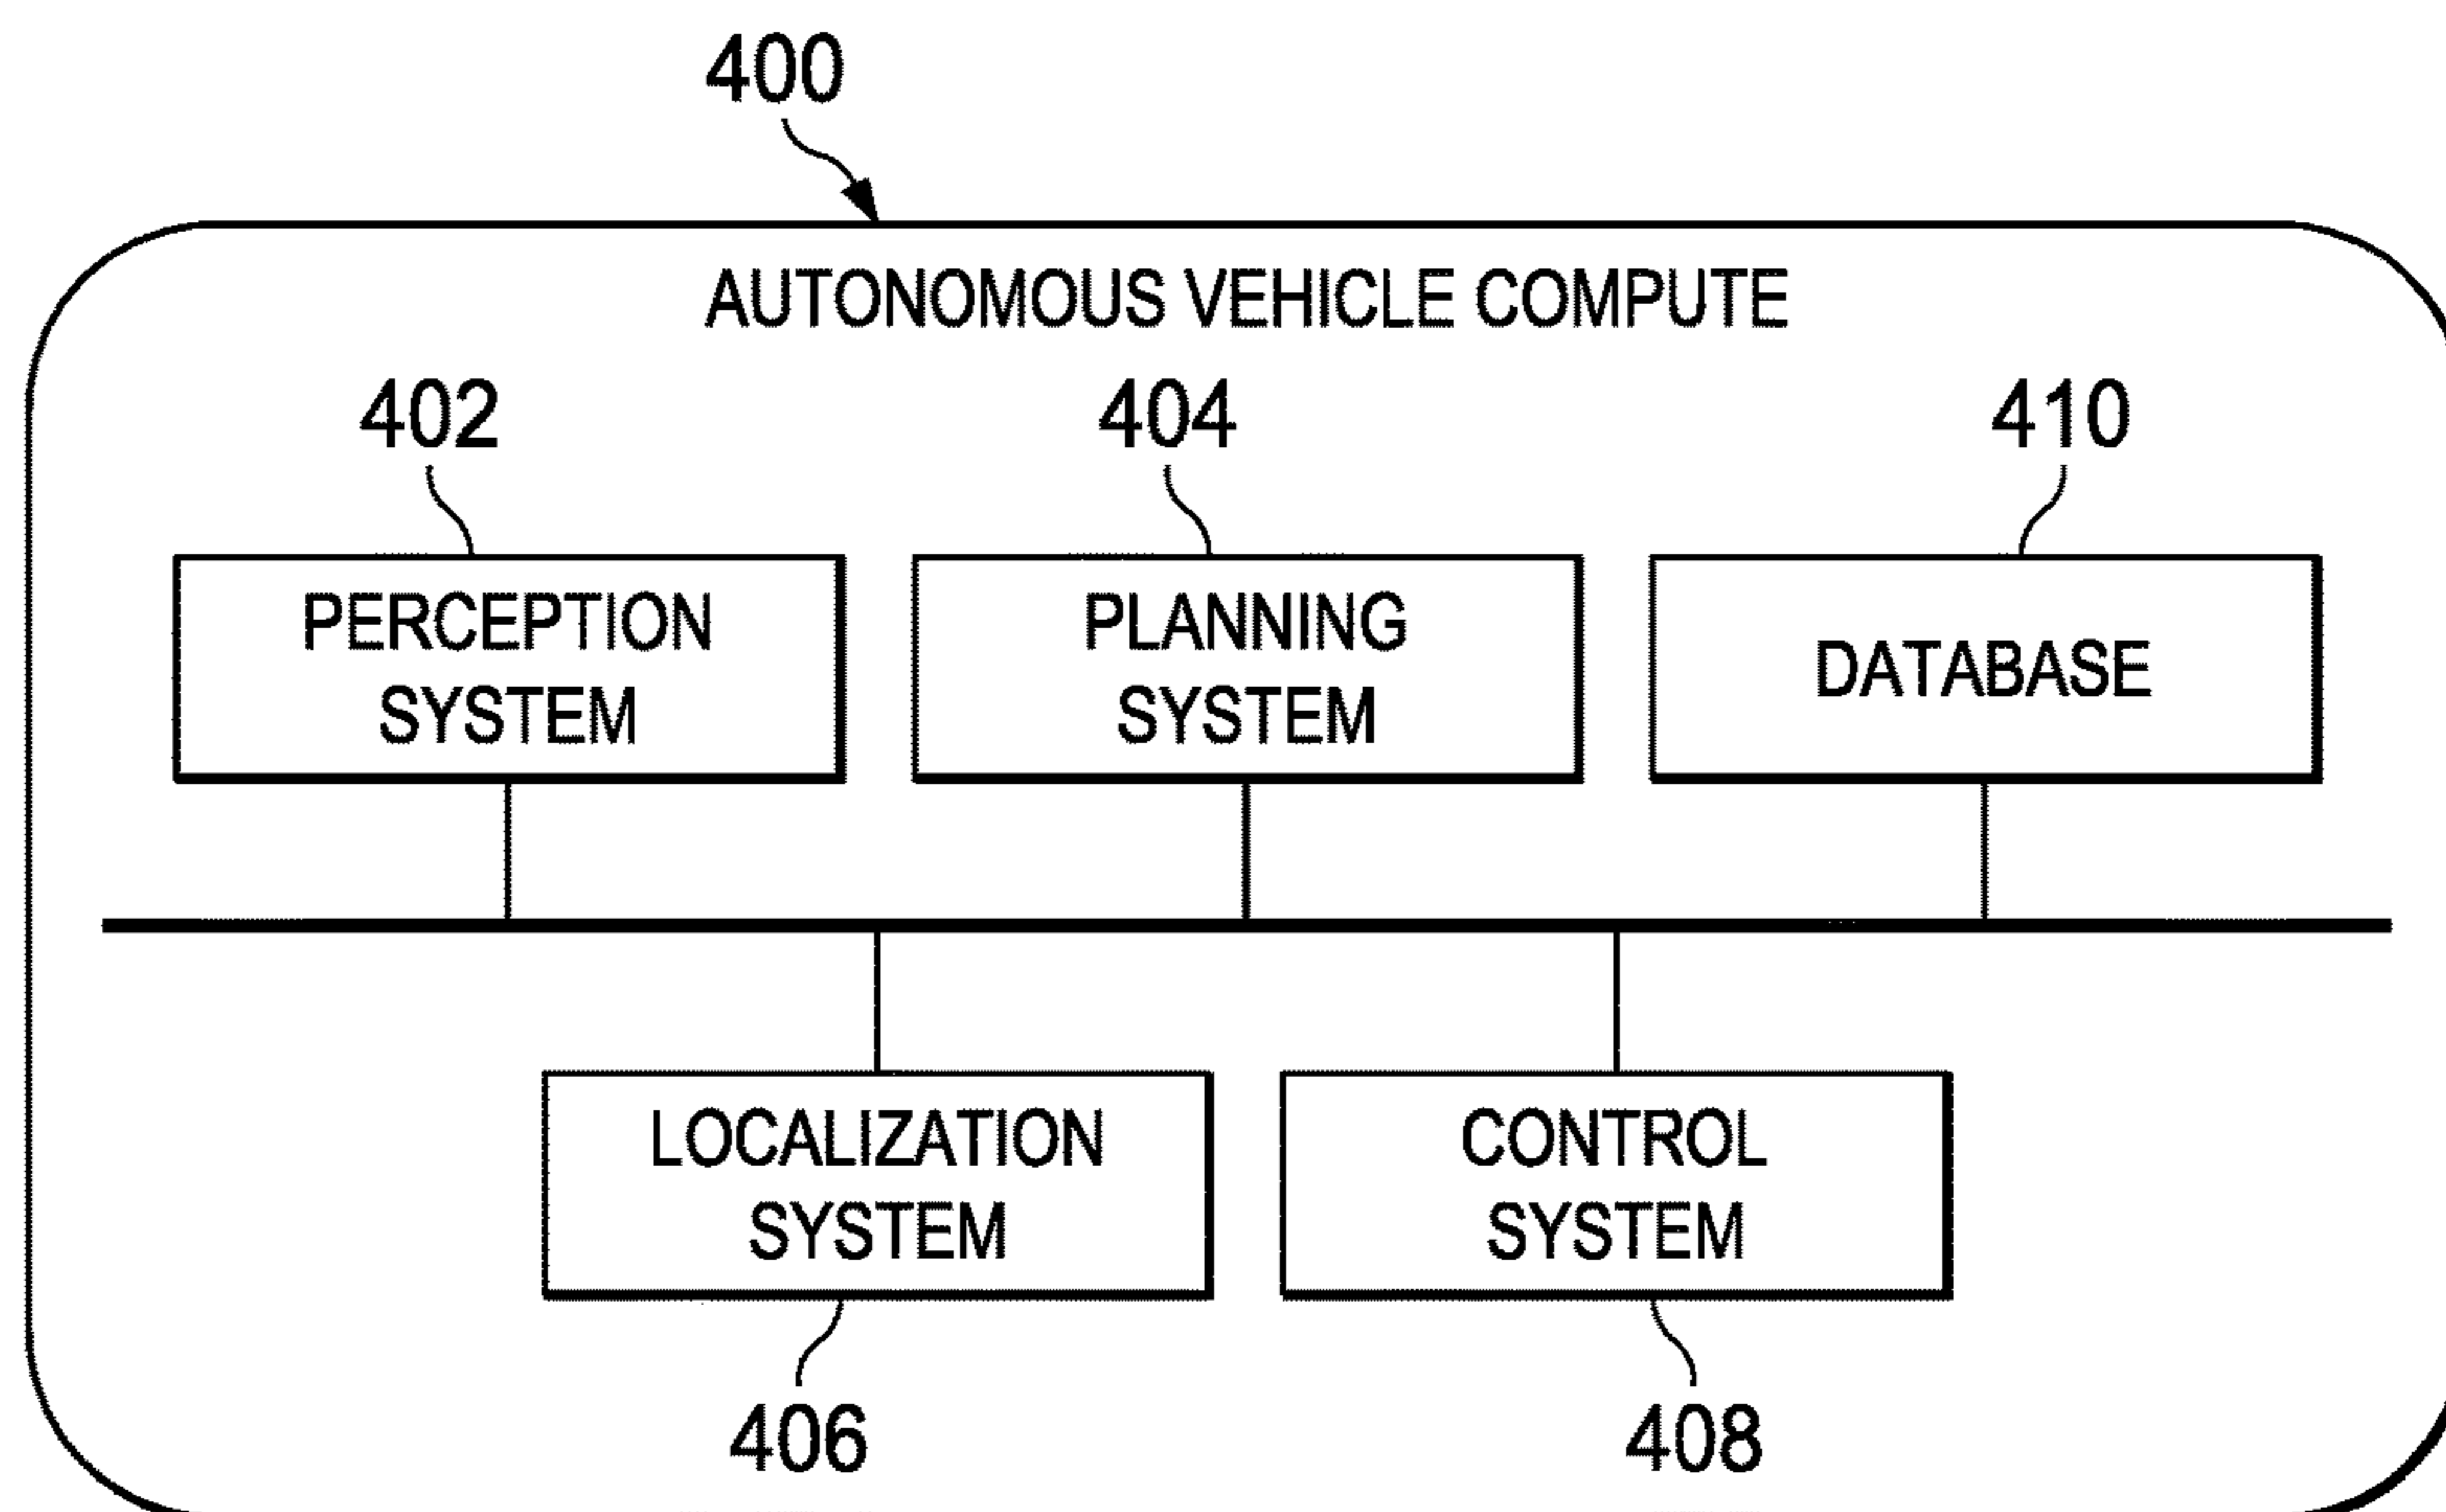 400
AUTONOMOUS VEHICLE COMPUTE
402
404
410
PERCEPTION
SYSTEM
PLANNING
SYSTEM
DATABASE
LOCALIZATION
SYSTEM
CONTROL
SYSTEM
406
408